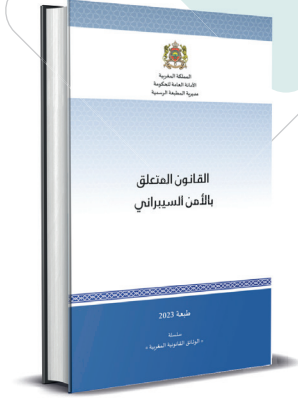 المملكة المغربية
الأمانة العامة للحكومة
مديرية المطبعة الرسمية
القانون المتعلق
بالأمن السيبراني
طبعة 2023
سلسلة
« الوثائق القانونية المغربية »